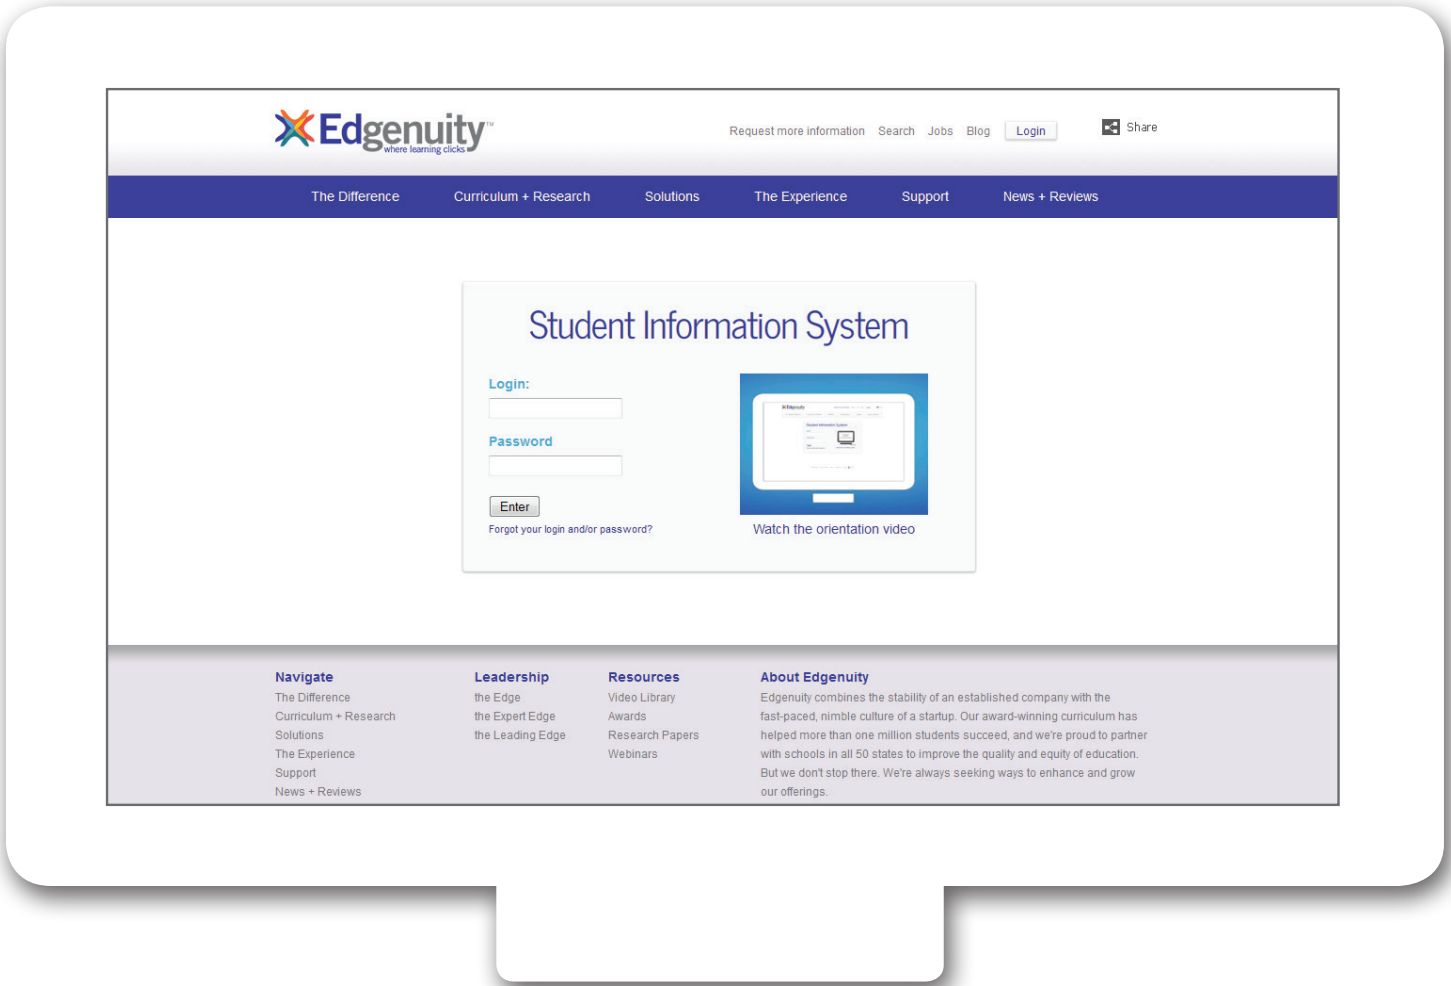 Edgenuity™
where learning clicks
Request more information Search Jobs Blog Login Share
The Difference Curriculum + Research Solutions The Experience Support News + Reviews
Student Information System
Login:
Password
Enter
Forgot your login and/or password?
Edgenuity
Student Information System
Watch the orientation video
Navigate
The Difference
Curriculum + Research
Solutions
The Experience
Support
News + Reviews
Leadership
the Edge
the Expert Edge
the Leading Edge
Resources
Video Library
Awards
Research Papers
Webinars
About Edgenuity
Edgenuity combines the stability of an established company with the
fast-paced, nimble culture of a startup. Our award-winning curriculum has
helped more than one million students succeed, and we're proud to partner
with schools in all 50 states to improve the quality and equity of education.
But we don't stop there. We're always seeking ways to enhance and grow
our offerings.